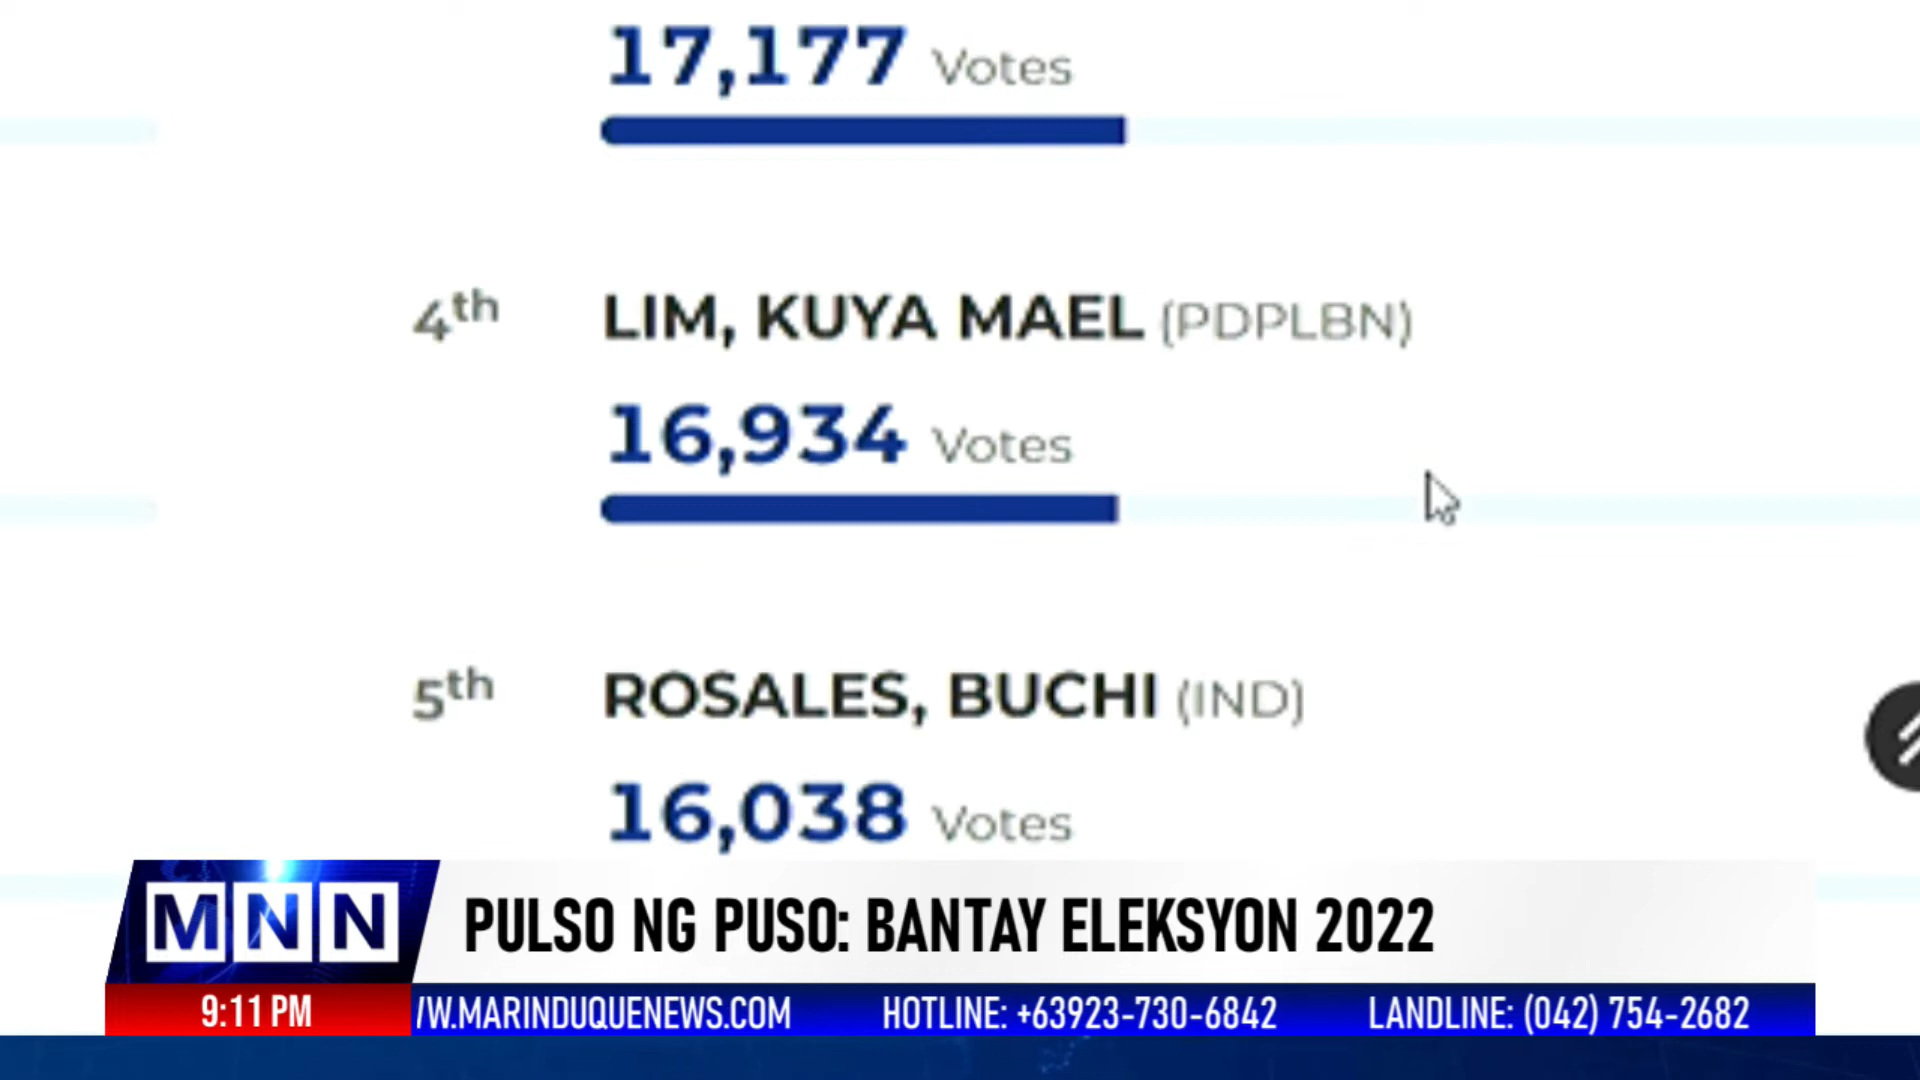 17,177 Votes
4th LIM, KUYA MAEL (PDPLBN)
16,934 Votes
5th ROSALES, BUCHI (IND)
16,038 Votes
MNN PULSO NG PUSO: BANTAY ELEKSYON 2022
9:11 PM /W.MARINDUQUENEWS.COM HOTLINE: +63923-730-6842 LANDLINE: (042) 754-2682